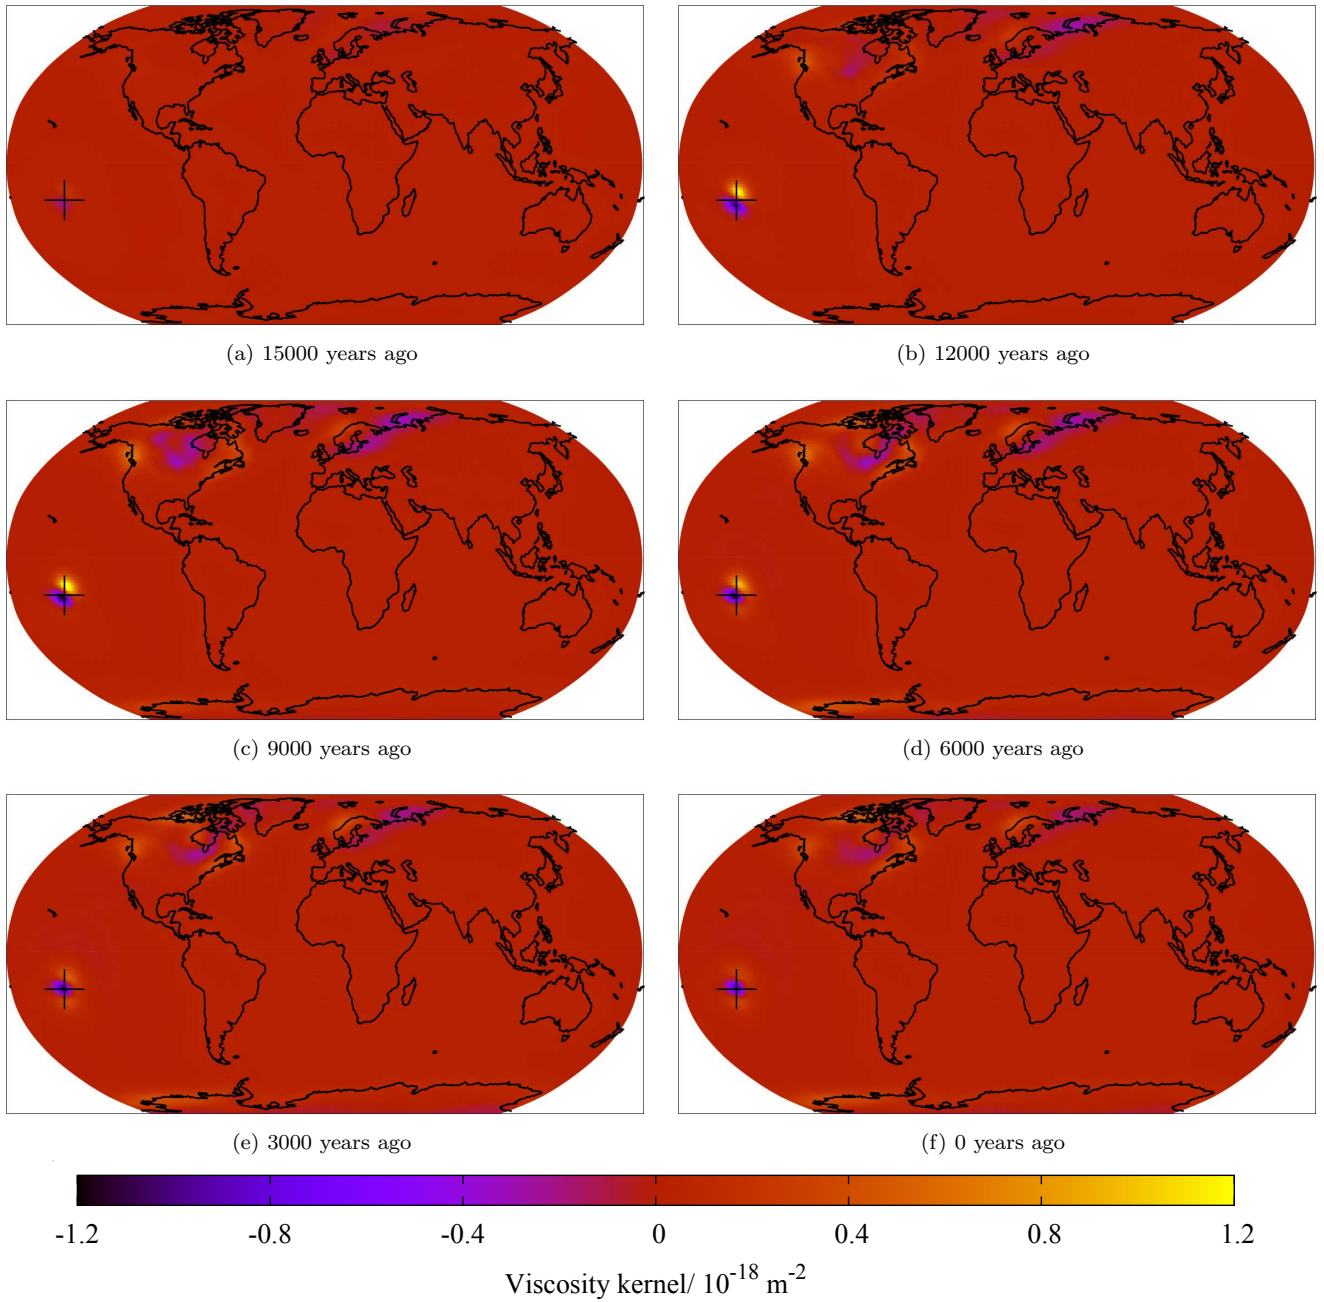 (a) 15000 years ago
(b) 12000 years ago
(c) 9000 years ago
(d) 6000 years ago
(e) 3000 years ago
(f) 0 years ago
-1.2 -0.8 -0.4 0 0.4 0.8 1.2
Viscosity kernel/ 10^-18 m^-2